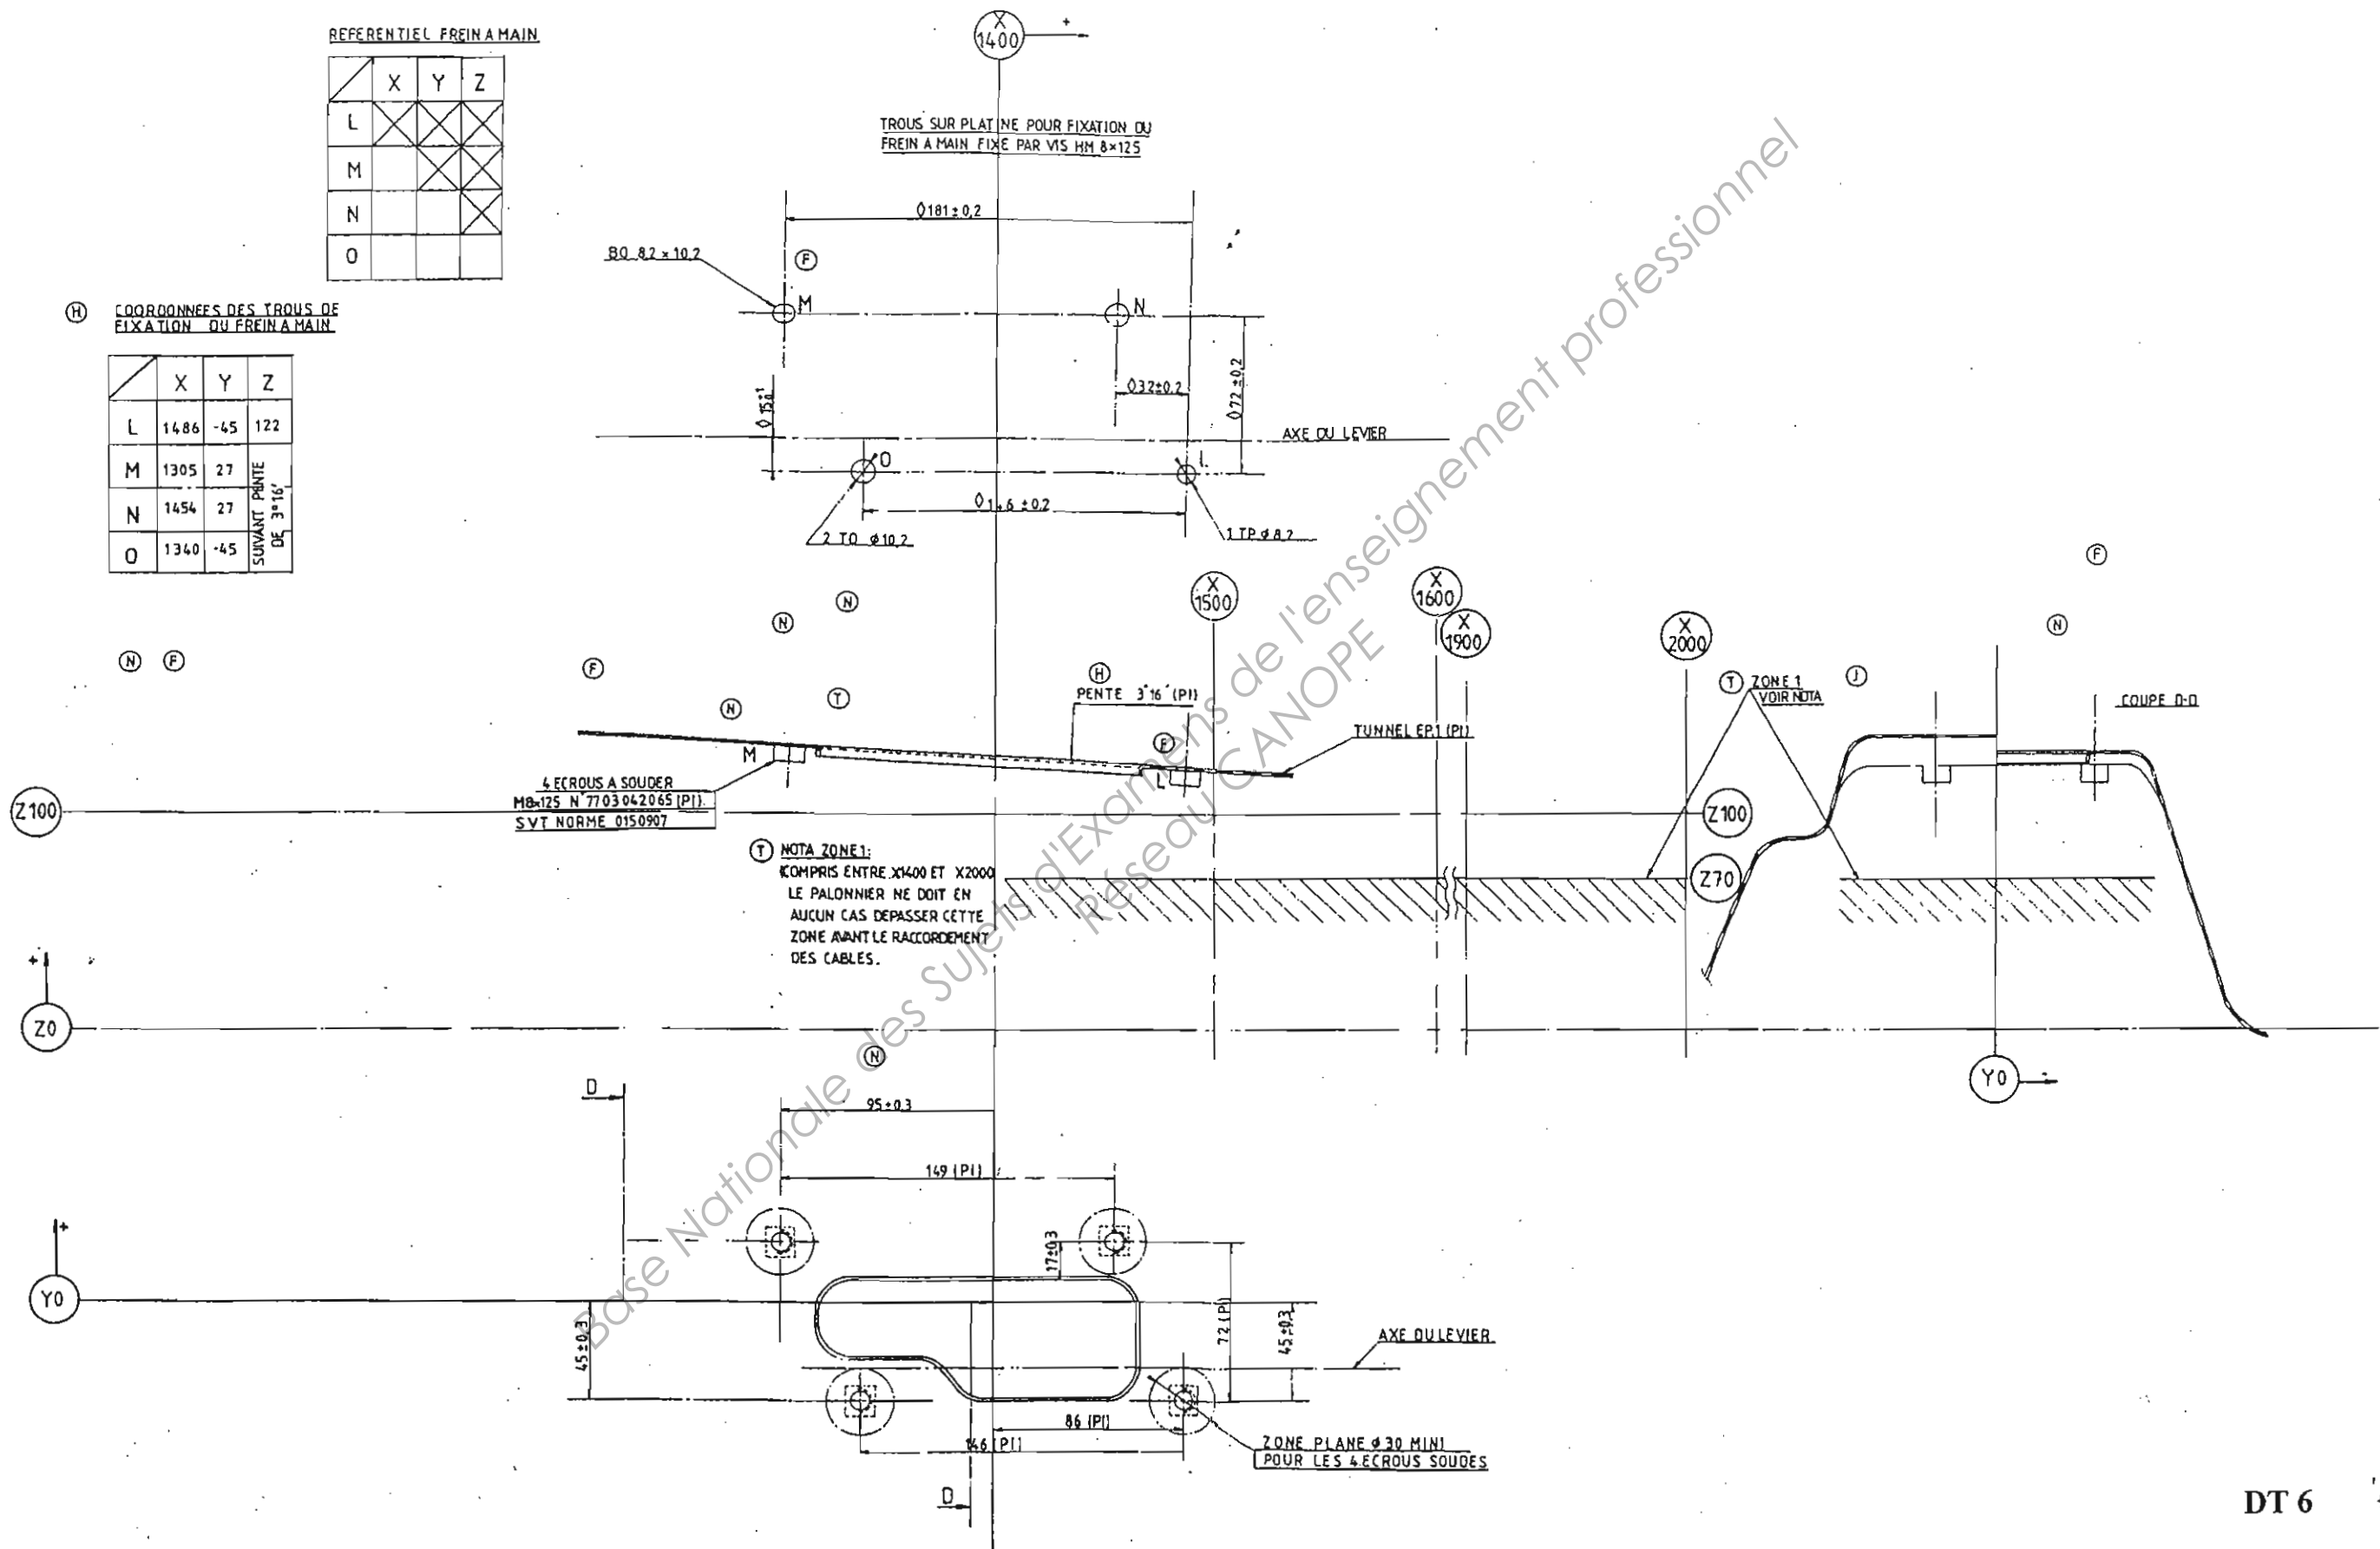 REFERENTIEL FREIN A MAIN
X Y Z
L
M
N
O
X
1400
+
TROUS SUR PLATINE POUR FIXATION DU
FREIN A MAIN FIXE PAR VIS HM 8×125
◊181±0,2
BO 8,2 × 10,2
F
M
N
◊32±0,2
◊72±0,2
AXE DU LEVIER
O
L
2 TO ø10,2
1 TP ø8,2
H
COORDONNEES DES TROUS DE
FIXATION DU FREIN A MAIN
X Y Z
L 1486 -45 122
M 1305 27
N 1454 27
O 1340 -45
SUIVANT PENTE
DE 3°16'
X
1500
X
1600
X
1900
X
2000
F
N
N
N
N F
F
N
T
H
PENTE 3°16' (PI)
F
TUNNEL EP.1 (PI)
T ZONE 1
VOIR NOTA
J
COUPE D-D
M
L
4 ECROUS A SOUDER
M8×125 N°7703042065 (PI).
SVT NORME 0150907
Z100
Z100
Z70
T NOTA ZONE 1:
COMPRIS ENTRE X1400 ET X2000
LE PALONNIER NE DOIT EN
AUCUN CAS DEPASSER CETTE
ZONE AVANT LE RACCORDEMENT
DES CABLES.
+
Z0
N
Y0
D
95±0,3
149 (PI)
17±0,3
+
Y0
45±0,3
72 (PI)
45±0,3
AXE DU LEVIER
86 (PI)
146 (PI)
ZONE PLANE ø 30 MINI
POUR LES 4 ECROUS SOUDES
D
Base Nationale des Sujets d'Examens de l'enseignement professionnel
Réseau CANOPE
DT 6